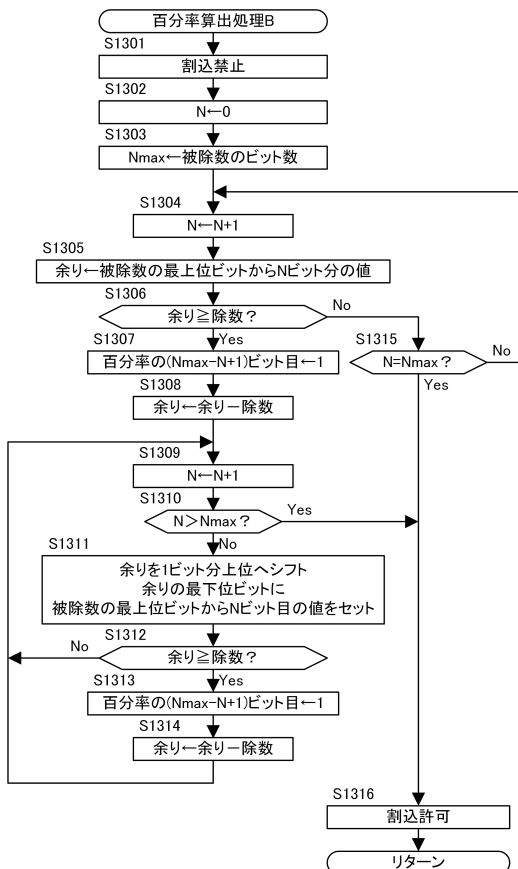 百分率算出処理B
S1301
割込禁止
S1302
N←0
S1303
Nmax←被除数のビット数
S1304
N←N+1
S1305
余り←被除数の最上位ビットからNビット分の値
S1306
余り≧除数？
No
Yes
S1307
百分率の(Nmax-N+1)ビット目←1
S1315
N=Nmax？
No
Yes
S1308
余り←余り－除数
S1309
N←N+1
S1310
N＞Nmax？
Yes
No
S1311
余りを1ビット分上位へシフト
余りの最下位ビットに
被除数の最上位ビットからNビット目の値をセット
S1312
余り≧除数？
No
Yes
S1313
百分率の(Nmax-N+1)ビット目←1
S1314
余り←余り－除数
S1316
割込許可
リターン